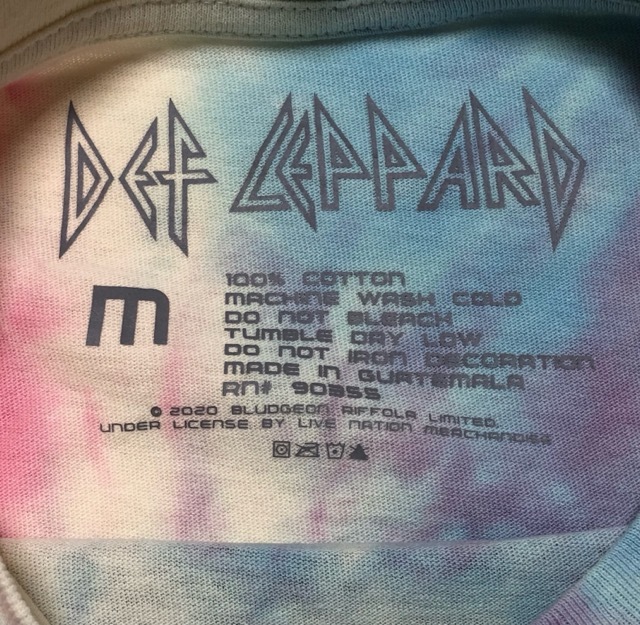 DEF LEPPARD
M
100% COTTON
MACHINE WASH COLD
DO NOT BLEACH
TUMBLE DRY LOW
DO NOT IRON DECORATION
MADE IN GUATEMALA
RN# 90355
© 2020 BLUDGEON RIFFOLA LIMITED.
UNDER LICENSE BY LIVE NATION MERCHANDISE